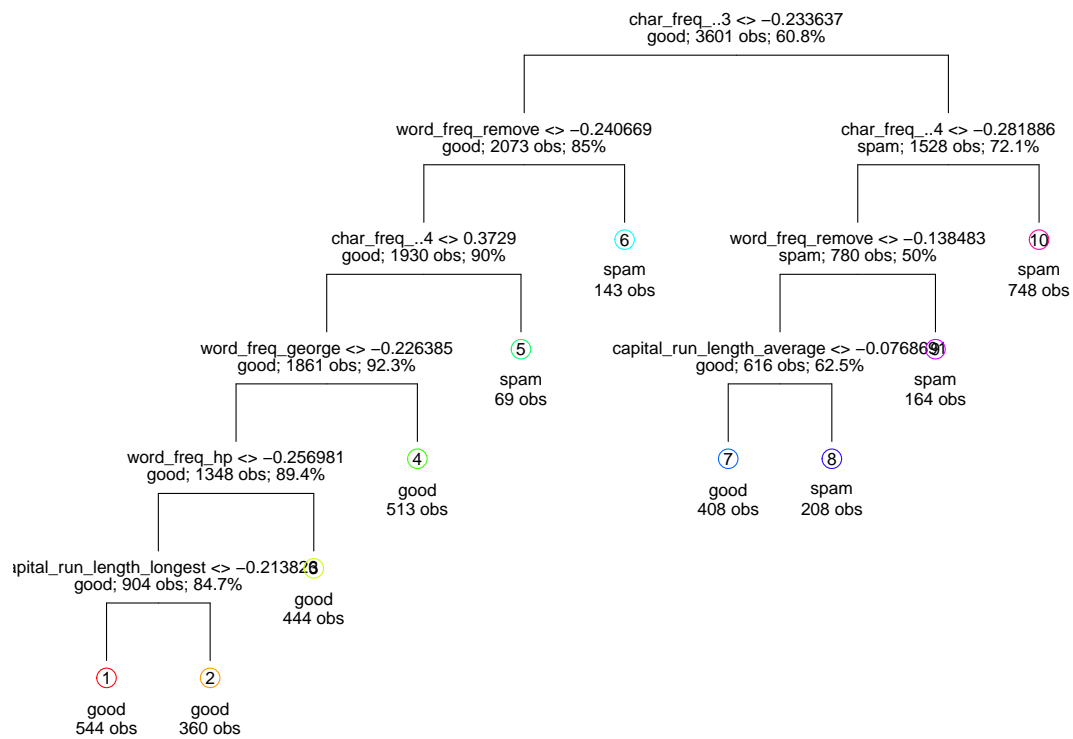 char_freq_..3 <> −0.233637
good; 3601 obs; 60.8%
word_freq_remove <> −0.240669
good; 2073 obs; 85%
char_freq_..4 <> −0.281886
spam; 1528 obs; 72.1%
char_freq_..4 <> 0.3729
good; 1930 obs; 90%
6
spam
143 obs
word_freq_remove <> −0.138483
spam; 780 obs; 50%
10
spam
748 obs
word_freq_george <> −0.226385
good; 1861 obs; 92.3%
5
spam
69 obs
capital_run_length_average <> −0.0768691
good; 616 obs; 62.5%
9
spam
164 obs
word_freq_hp <> −0.256981
good; 1348 obs; 89.4%
4
good
513 obs
7
good
408 obs
8
spam
208 obs
apital_run_length_longest <> −0.213826
good; 904 obs; 84.7%
3
good
444 obs
1
good
544 obs
2
good
360 obs